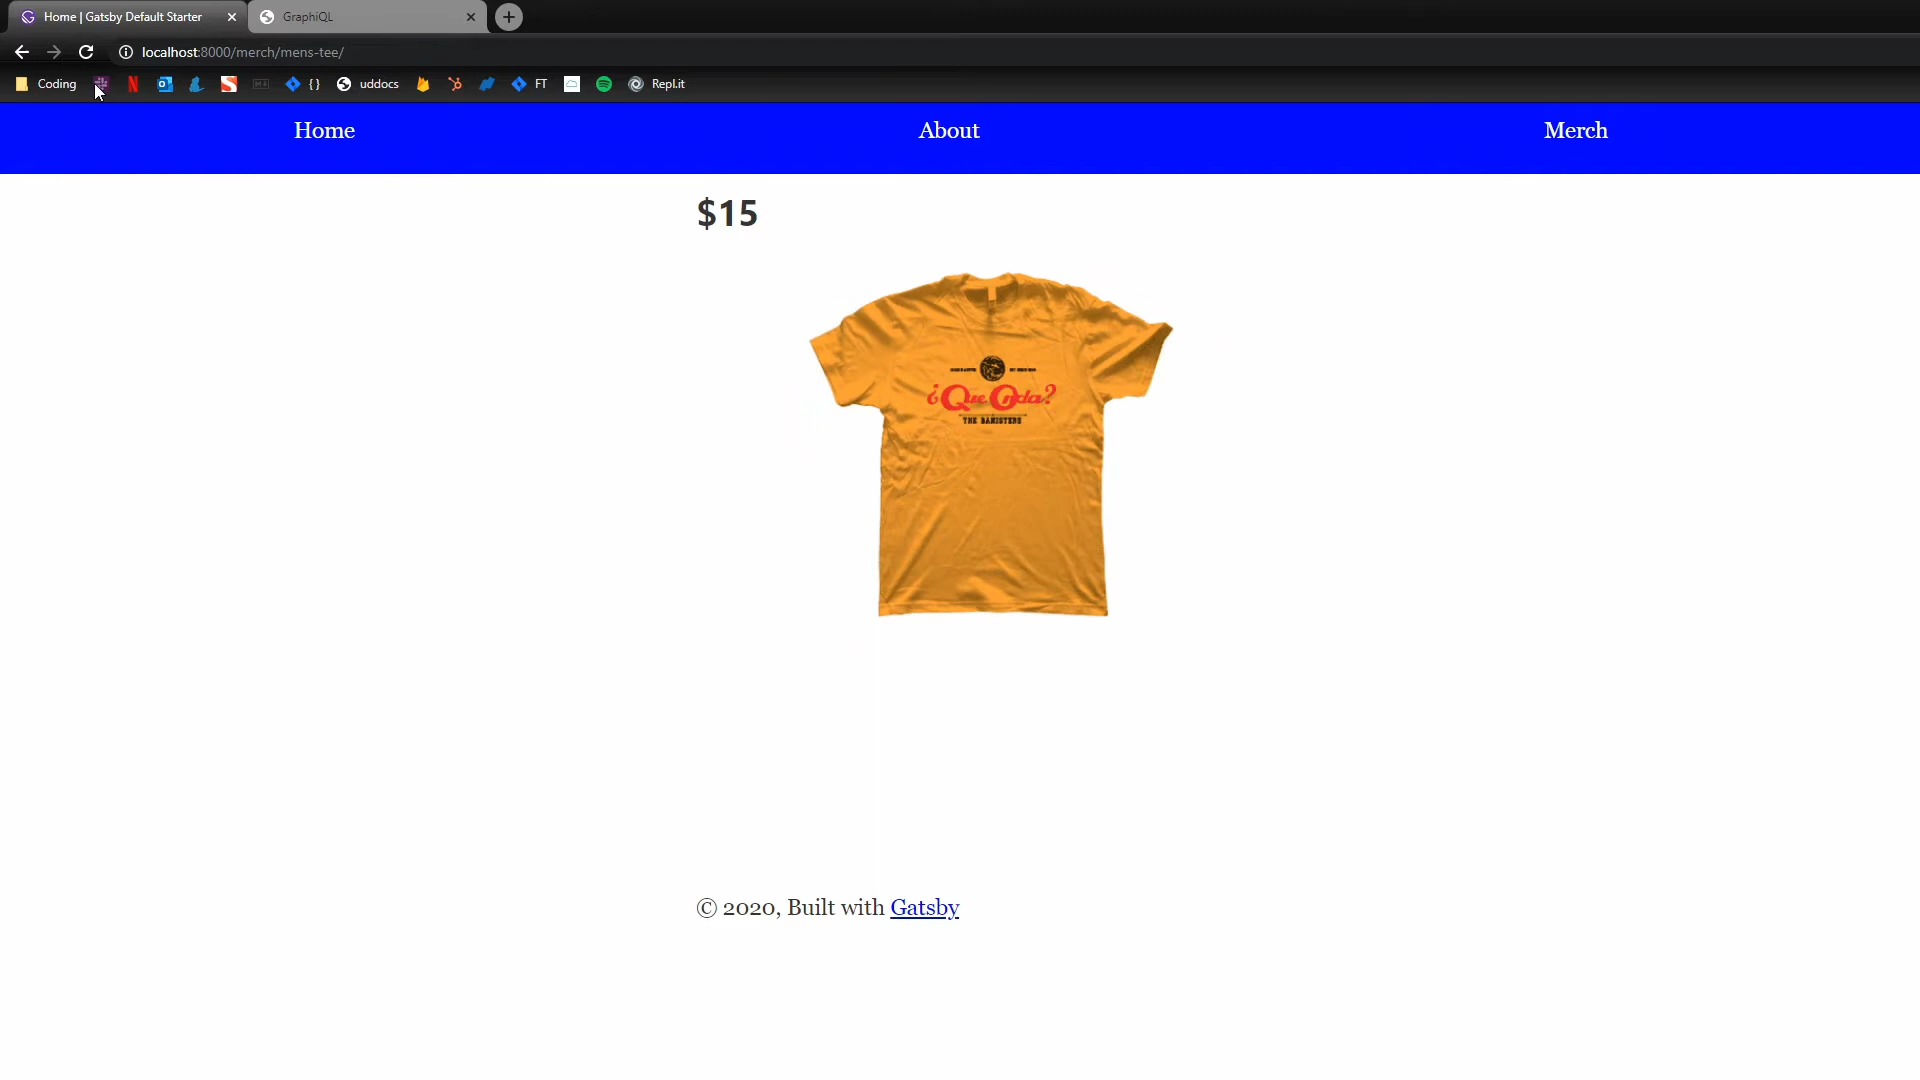 Home | Gatsby Default Starter
GraphiQL
localhost:8000/merch/mens-tee/
Coding
{ }
uddocs
FT
Repl.it
Home
About
Merch
$15
¿Que Onda?
THE BANISTERS
© 2020, Built with Gatsby